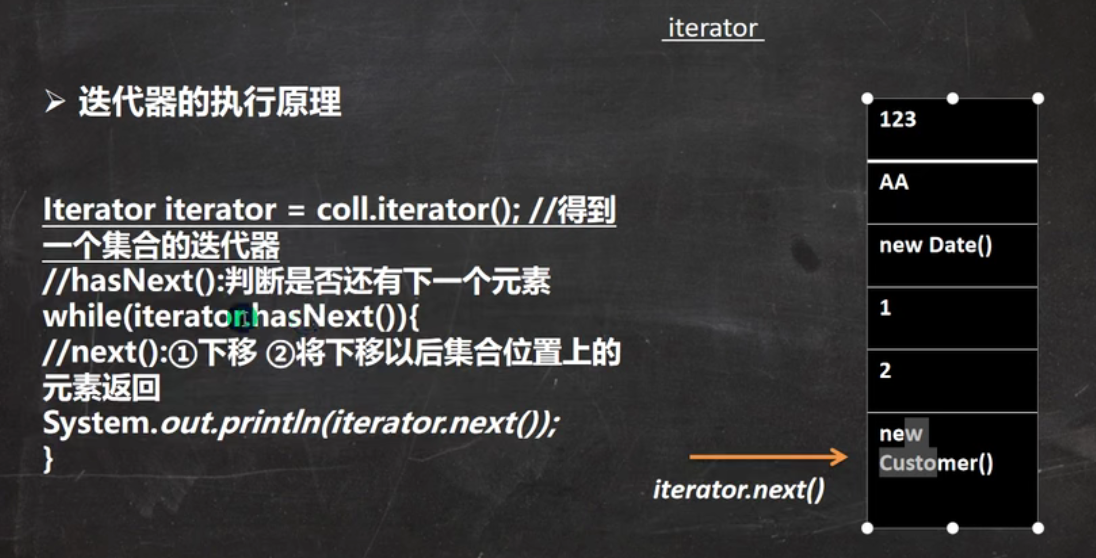 iterator
➢ 迭代器的执行原理
Iterator iterator = coll.iterator(); //得到
一个集合的迭代器
//hasNext():判断是否还有下一个元素
while(iterator.hasNext()){
//next():①下移 ②将下移以后集合位置上的
元素返回
System.out.println(iterator.next());
}
iterator.next()
123
AA
new Date()
1
2
new
Customer()